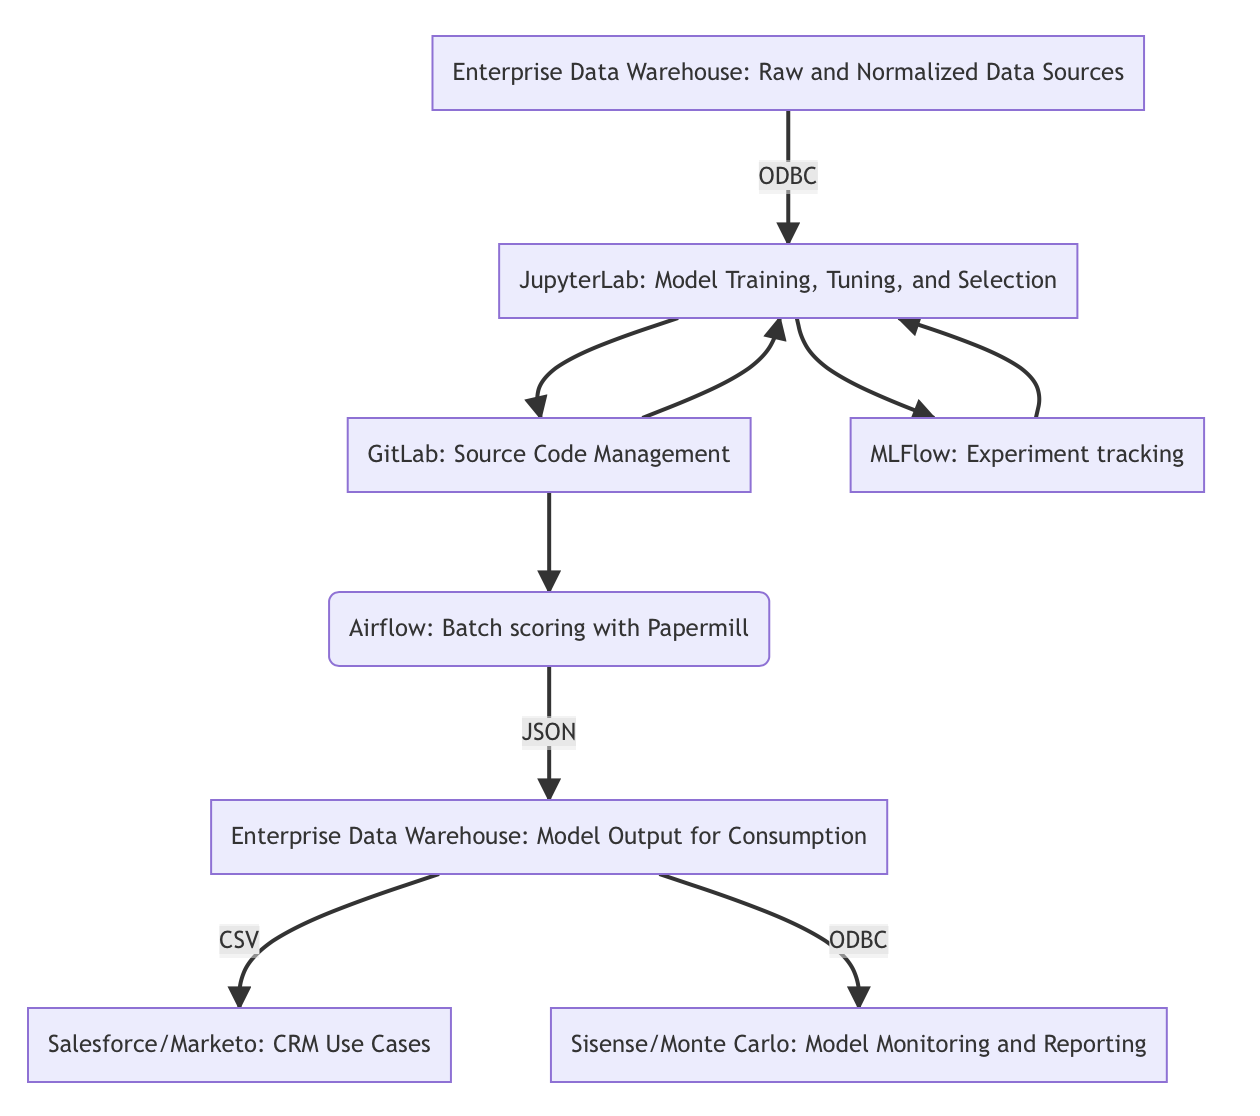 Enterprise Data Warehouse: Raw and Normalized Data Sources
ODBC
JupyterLab: Model Training, Tuning, and Selection
GitLab: Source Code Management
MLFlow: Experiment tracking
Airflow: Batch scoring with Papermill
JSON
Enterprise Data Warehouse: Model Output for Consumption
CSV
ODBC
Salesforce/Marketo: CRM Use Cases
Sisense/Monte Carlo: Model Monitoring and Reporting